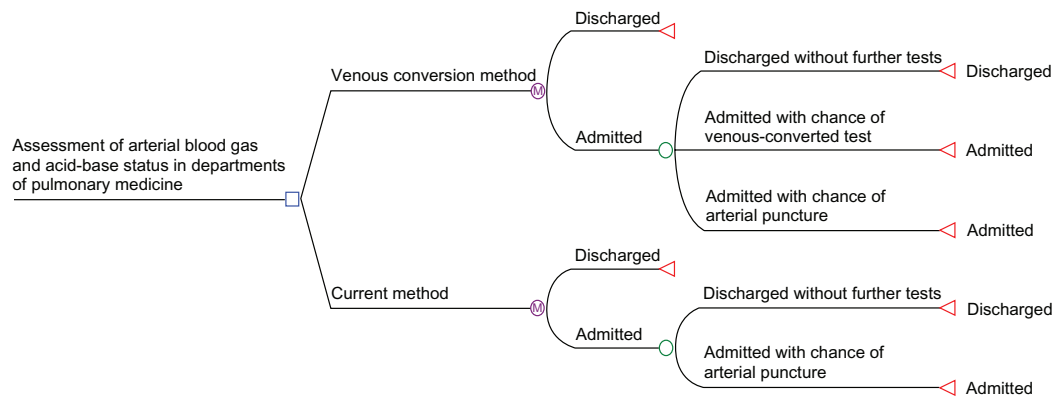 Discharged
Discharged without further tests
Discharged
Venous conversion method
M
Admitted with chance of
venous-converted test
Admitted
Admitted
Assessment of arterial blood gas
and acid-base status in departments
of pulmonary medicine
Admitted with chance of
arterial puncture
Admitted
Discharged
Current method
M
Discharged without further tests
Discharged
Admitted
Admitted with chance of
arterial puncture
Admitted